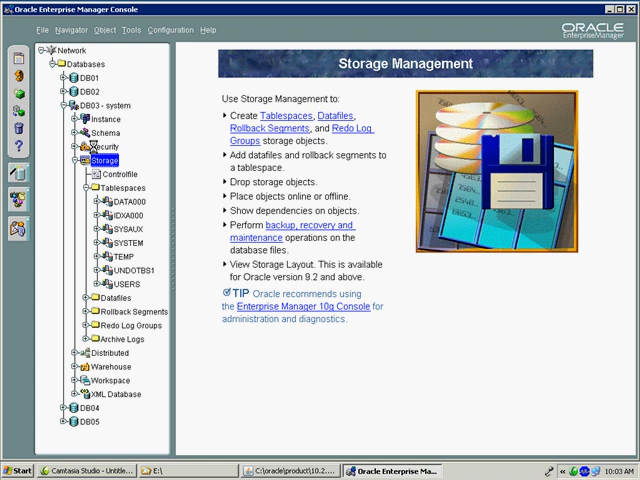 Oracle Enterprise Manager Console
File Navigator Object Tools Configuration Help
ORACLE
EnterpriseManager
Network
Databases
DB01
DB02
DB03 - system
Instance
Schema
Security
Storage
Controlfile
Tablespaces
DATA000
IDXA000
SYSAUX
SYSTEM
TEMP
UNDOTBS1
USERS
Datafiles
Rollback Segments
Redo Log Groups
Archive Logs
Distributed
Warehouse
Workspace
XML Database
DB04
DB05
Storage Management
Use Storage Management to:
Create Tablespaces, Datafiles,
Rollback Segments, and Redo Log
Groups storage objects.
Add datafiles and rollback segments to
a tablespace.
Drop storage objects.
Place objects online or offline.
Show dependencies on objects.
Perform backup, recovery and
maintenance operations on the
database files.
View Storage Layout. This is available
for Oracle version 9.2 and above.
TIP Oracle recommends using
the Enterprise Manager 10g Console for
administration and diagnostics.
Start Camtasia Studio - Untitle... E:\ C:\oracle\product\10.2.... Oracle Enterprise Ma... « 10:03 AM